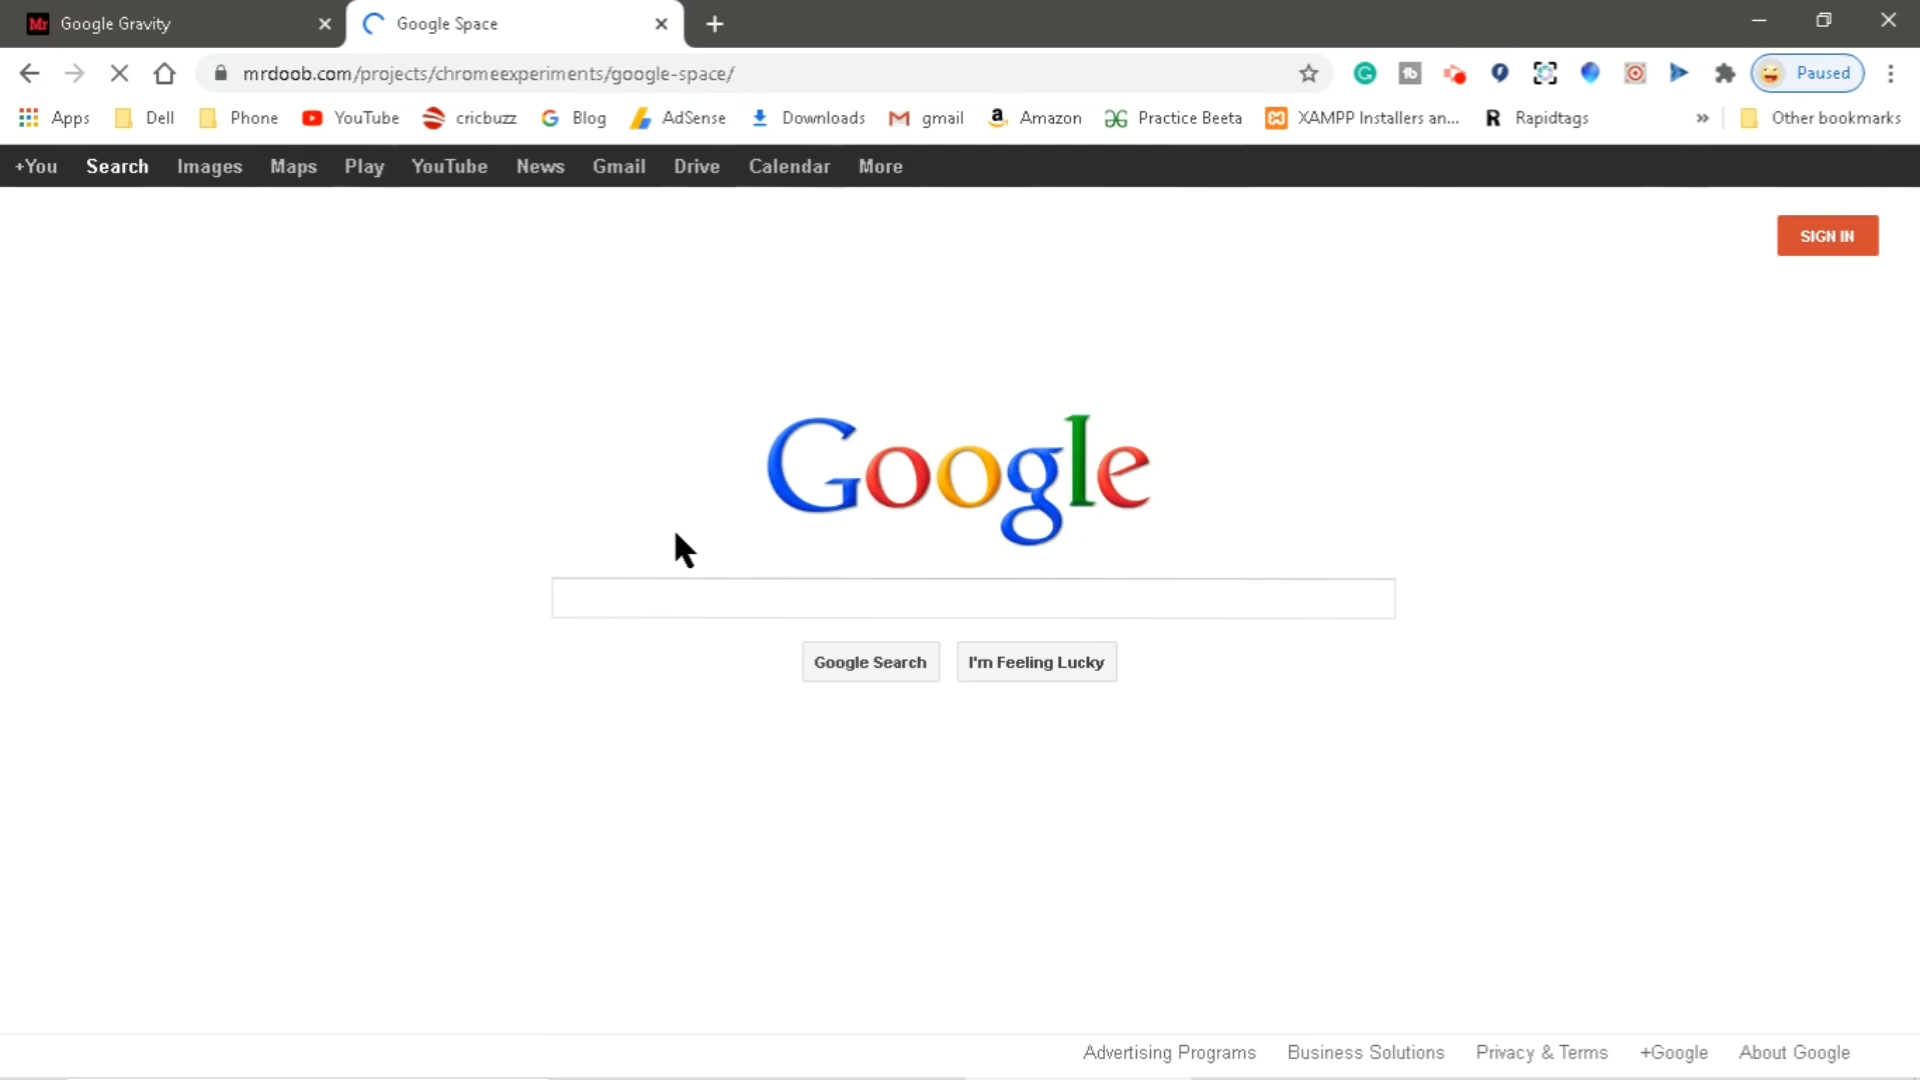 Mr Google Gravity Google Space
mrdoob.com/projects/chromeexperiments/google-space/ Paused
Apps Dell Phone YouTube cricbuzz Blog AdSense Downloads gmail Amazon Practice Beeta XAMPP Installers an... Rapidtags » Other bookmarks
+You Search Images Maps Play YouTube News Gmail Drive Calendar More
SIGN IN
Google
Google Search I'm Feeling Lucky
Advertising Programs Business Solutions Privacy & Terms +Google About Google